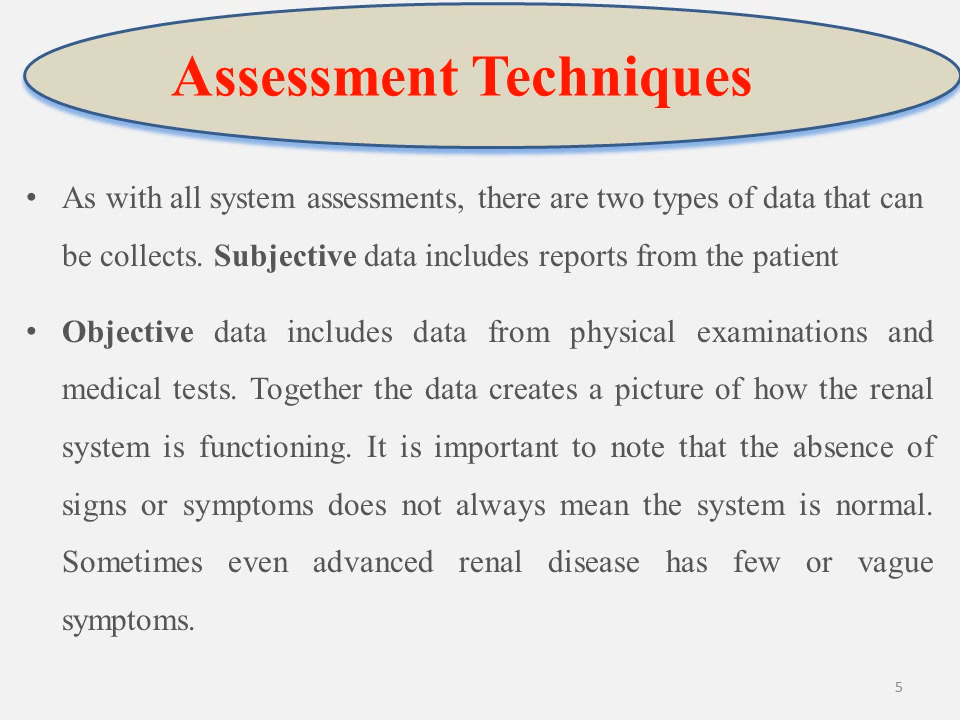 Assessment Techniques
• As with all system assessments, there are two types of data that can
be collects. Subjective data includes reports from the patient
• Objective data includes data from physical examinations and
medical tests. Together the data creates a picture of how the renal
system is functioning. It is important to note that the absence of
signs or symptoms does not always mean the system is normal.
Sometimes even advanced renal disease has few or vague
symptoms.
5